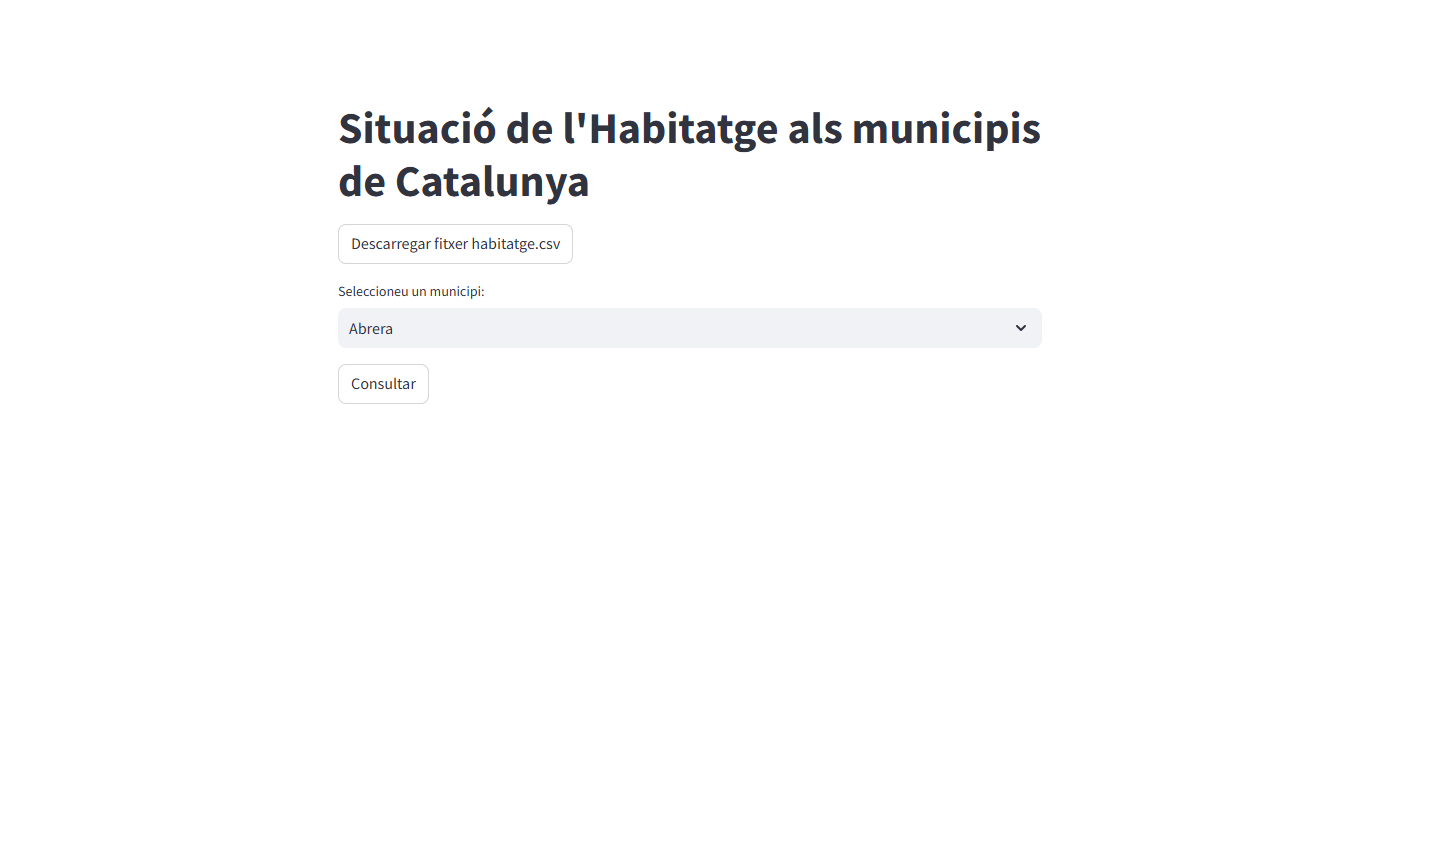 Situació de l'Habitatge als municipis
de Catalunya
Descarregar fitxer habitatge.csv
Seleccioneu un municipi:
Abrera
Consultar